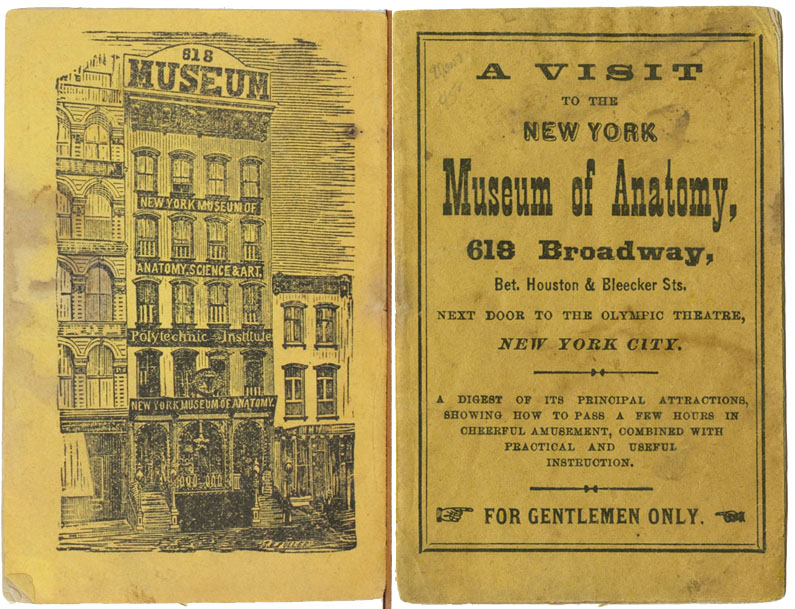 618
MUSEUM
NEW YORK MUSEUM OF
ANATOMY, SCIENCE & ART.
Polytechnic Institute
NEW YORK MUSEUM OF ANATOMY.
A VISIT
TO THE
NEW YORK
Museum of Anatomy,
618 Broadway,
Bet. Houston & Bleecker Sts.
NEXT DOOR TO THE OLYMPIC THEATRE,
NEW YORK CITY.
A DIGEST OF ITS PRINCIPAL ATTRACTIONS,
SHOWING HOW TO PASS A FEW HOURS IN
CHEERFUL AMUSEMENT, COMBINED WITH
PRACTICAL AND USEFUL
INSTRUCTION.
FOR GENTLEMEN ONLY.